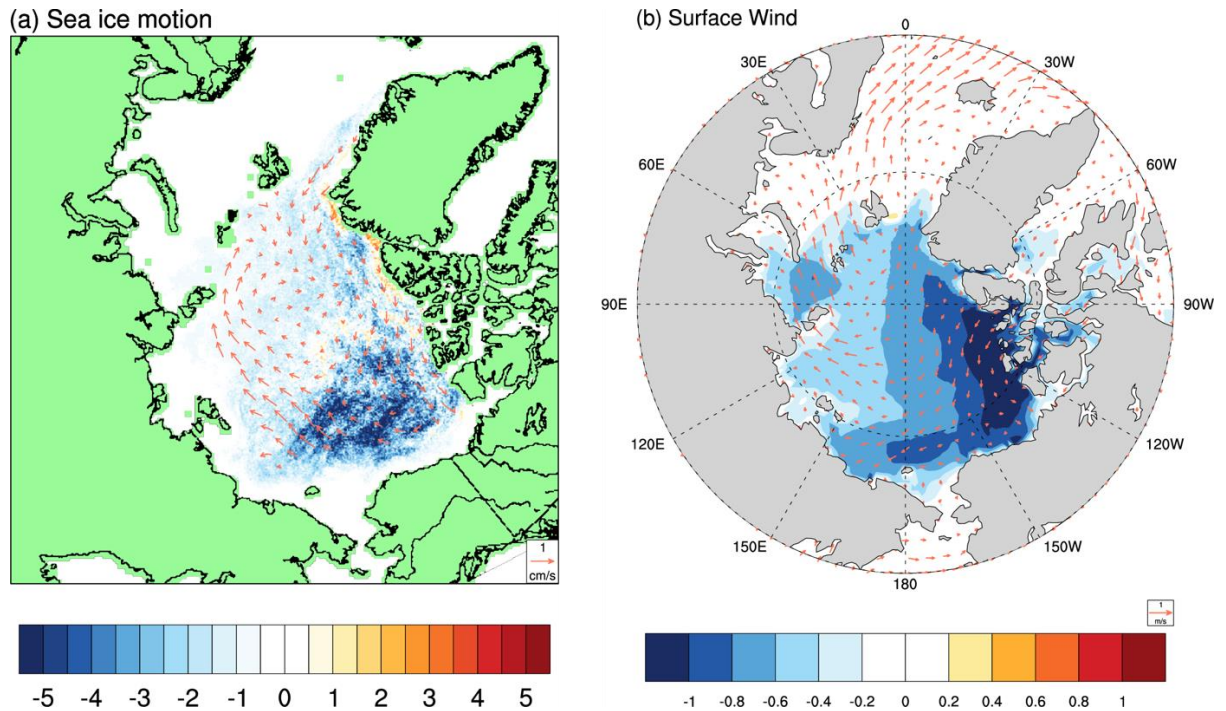 (a) Sea ice motion
1
cm/s
-5 -4 -3 -2 -1 0 1 2 3 4 5
(b) Surface Wind
0
30E 30W
60E 60W
90E 90W
120E 120W
150E 150W
180
1
m/s
-1 -0.8 -0.6 -0.4 -0.2 0 0.2 0.4 0.6 0.8 1